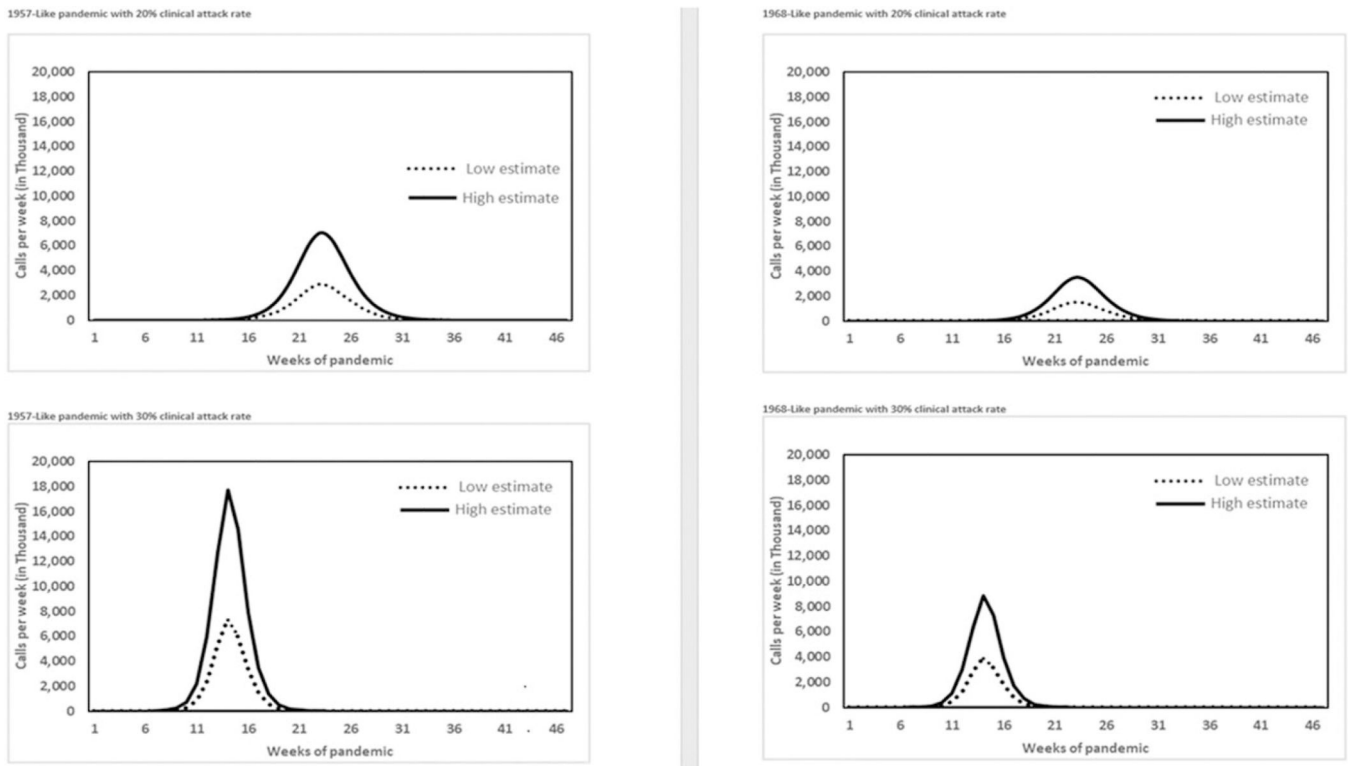 1957-Like pandemic with 20% clinical attack rate
20,000
18,000
16,000
14,000
12,000
10,000
8,000
6,000
4,000
2,000
0
Calls per week (in Thousand)
Low estimate
High estimate
1 6 11 16 21 26 31 36 41 46
Weeks of pandemic
1968-Like pandemic with 20% clinical attack rate
20,000
18,000
16,000
14,000
12,000
10,000
8,000
6,000
4,000
2,000
0
Calls per week (in Thousand)
Low estimate
High estimate
1 6 11 16 21 26 31 36 41 46
Weeks of pandemic
1957-Like pandemic with 30% clinical attack rate
20,000
18,000
16,000
14,000
12,000
10,000
8,000
6,000
4,000
2,000
0
Calls per week (in Thousand)
Low estimate
High estimate
1 6 11 16 21 26 31 36 41 46
Weeks of pandemic
1968-Like pandemic with 30% clinical attack rate
20,000
18,000
16,000
14,000
12,000
10,000
8,000
6,000
4,000
2,000
0
Calls per week (in Thousand)
Low estimate
High estimate
1 6 11 16 21 26 31 36 41 46
Weeks of pandemic